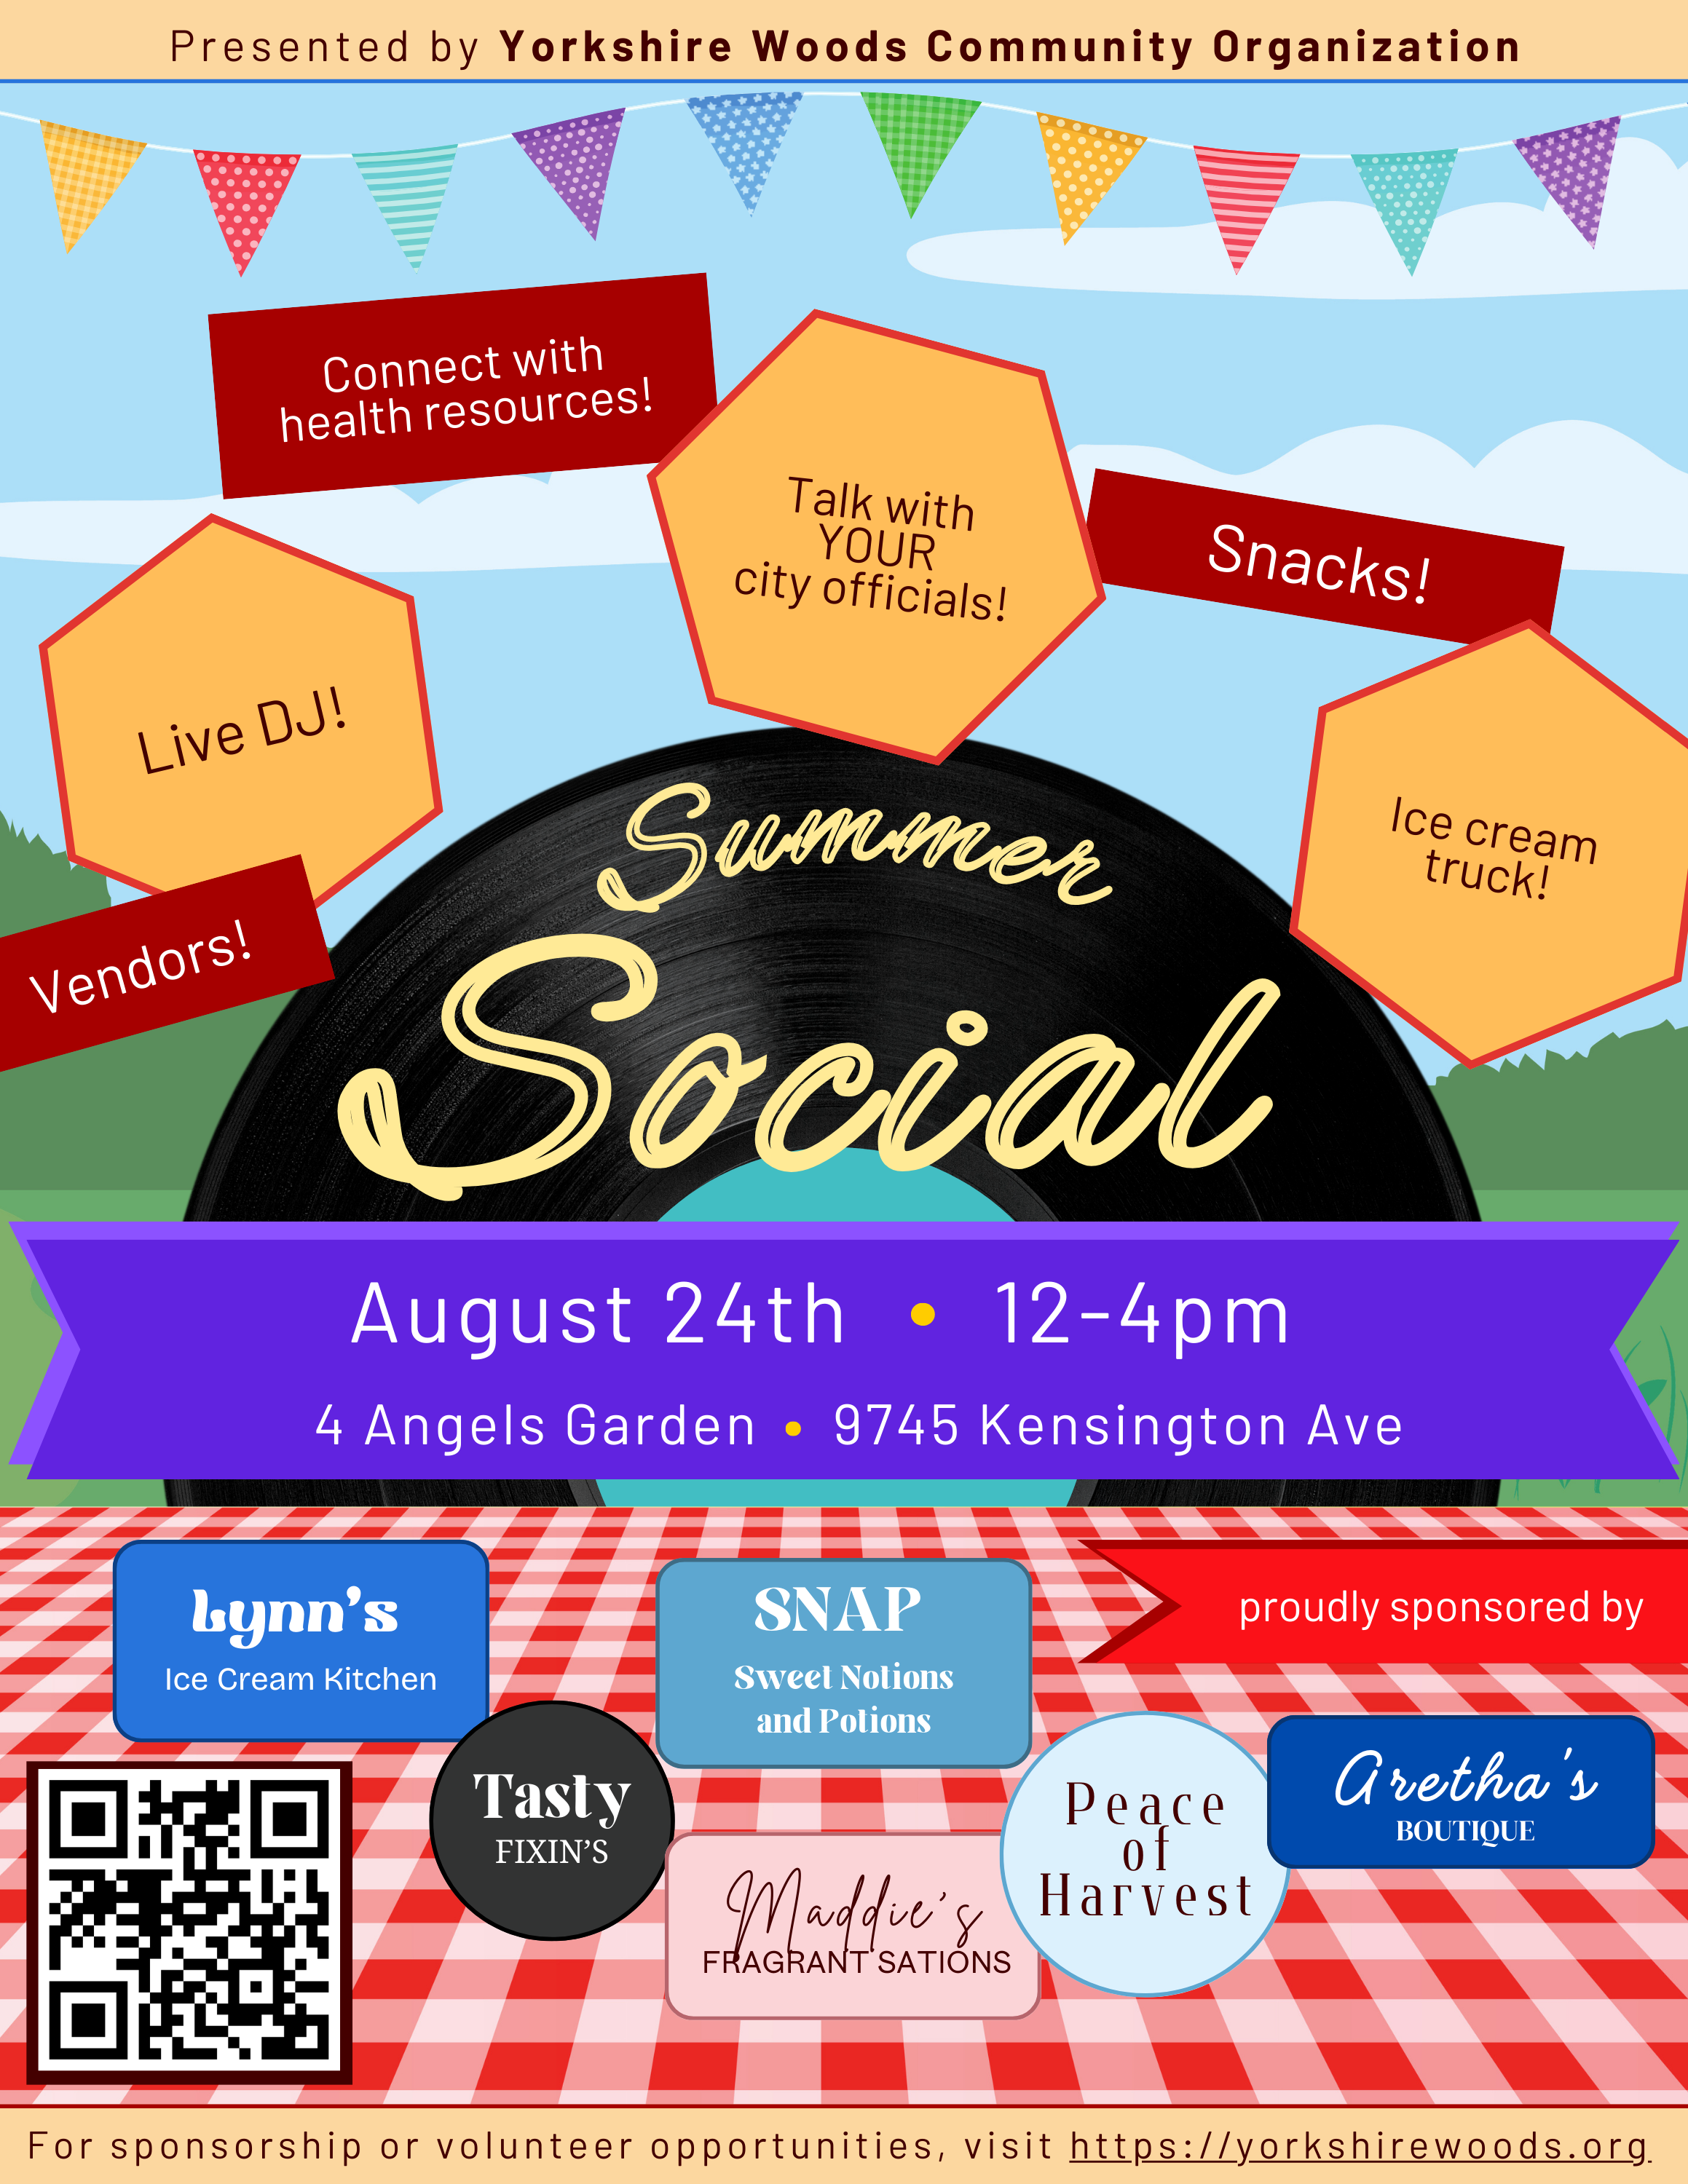 Presented by Yorkshire Woods Community Organization
Connect with
health resources!
Talk with
YOUR
city officials!
Snacks!
Live DJ!
Ice cream
truck!
Vendors!
Summer
Social
August 24th • 12-4pm
4 Angels Garden • 9745 Kensington Ave
proudly sponsored by
Lynn's
Ice Cream Kitchen
SNAP
Sweet Notions
and Potions
Tasty
FIXIN'S
Maddie's
FRAGRANT SATIONS
Peace
of
Harvest
Aretha's
BOUTIQUE
For sponsorship or volunteer opportunities, visit https://yorkshirewoods.org